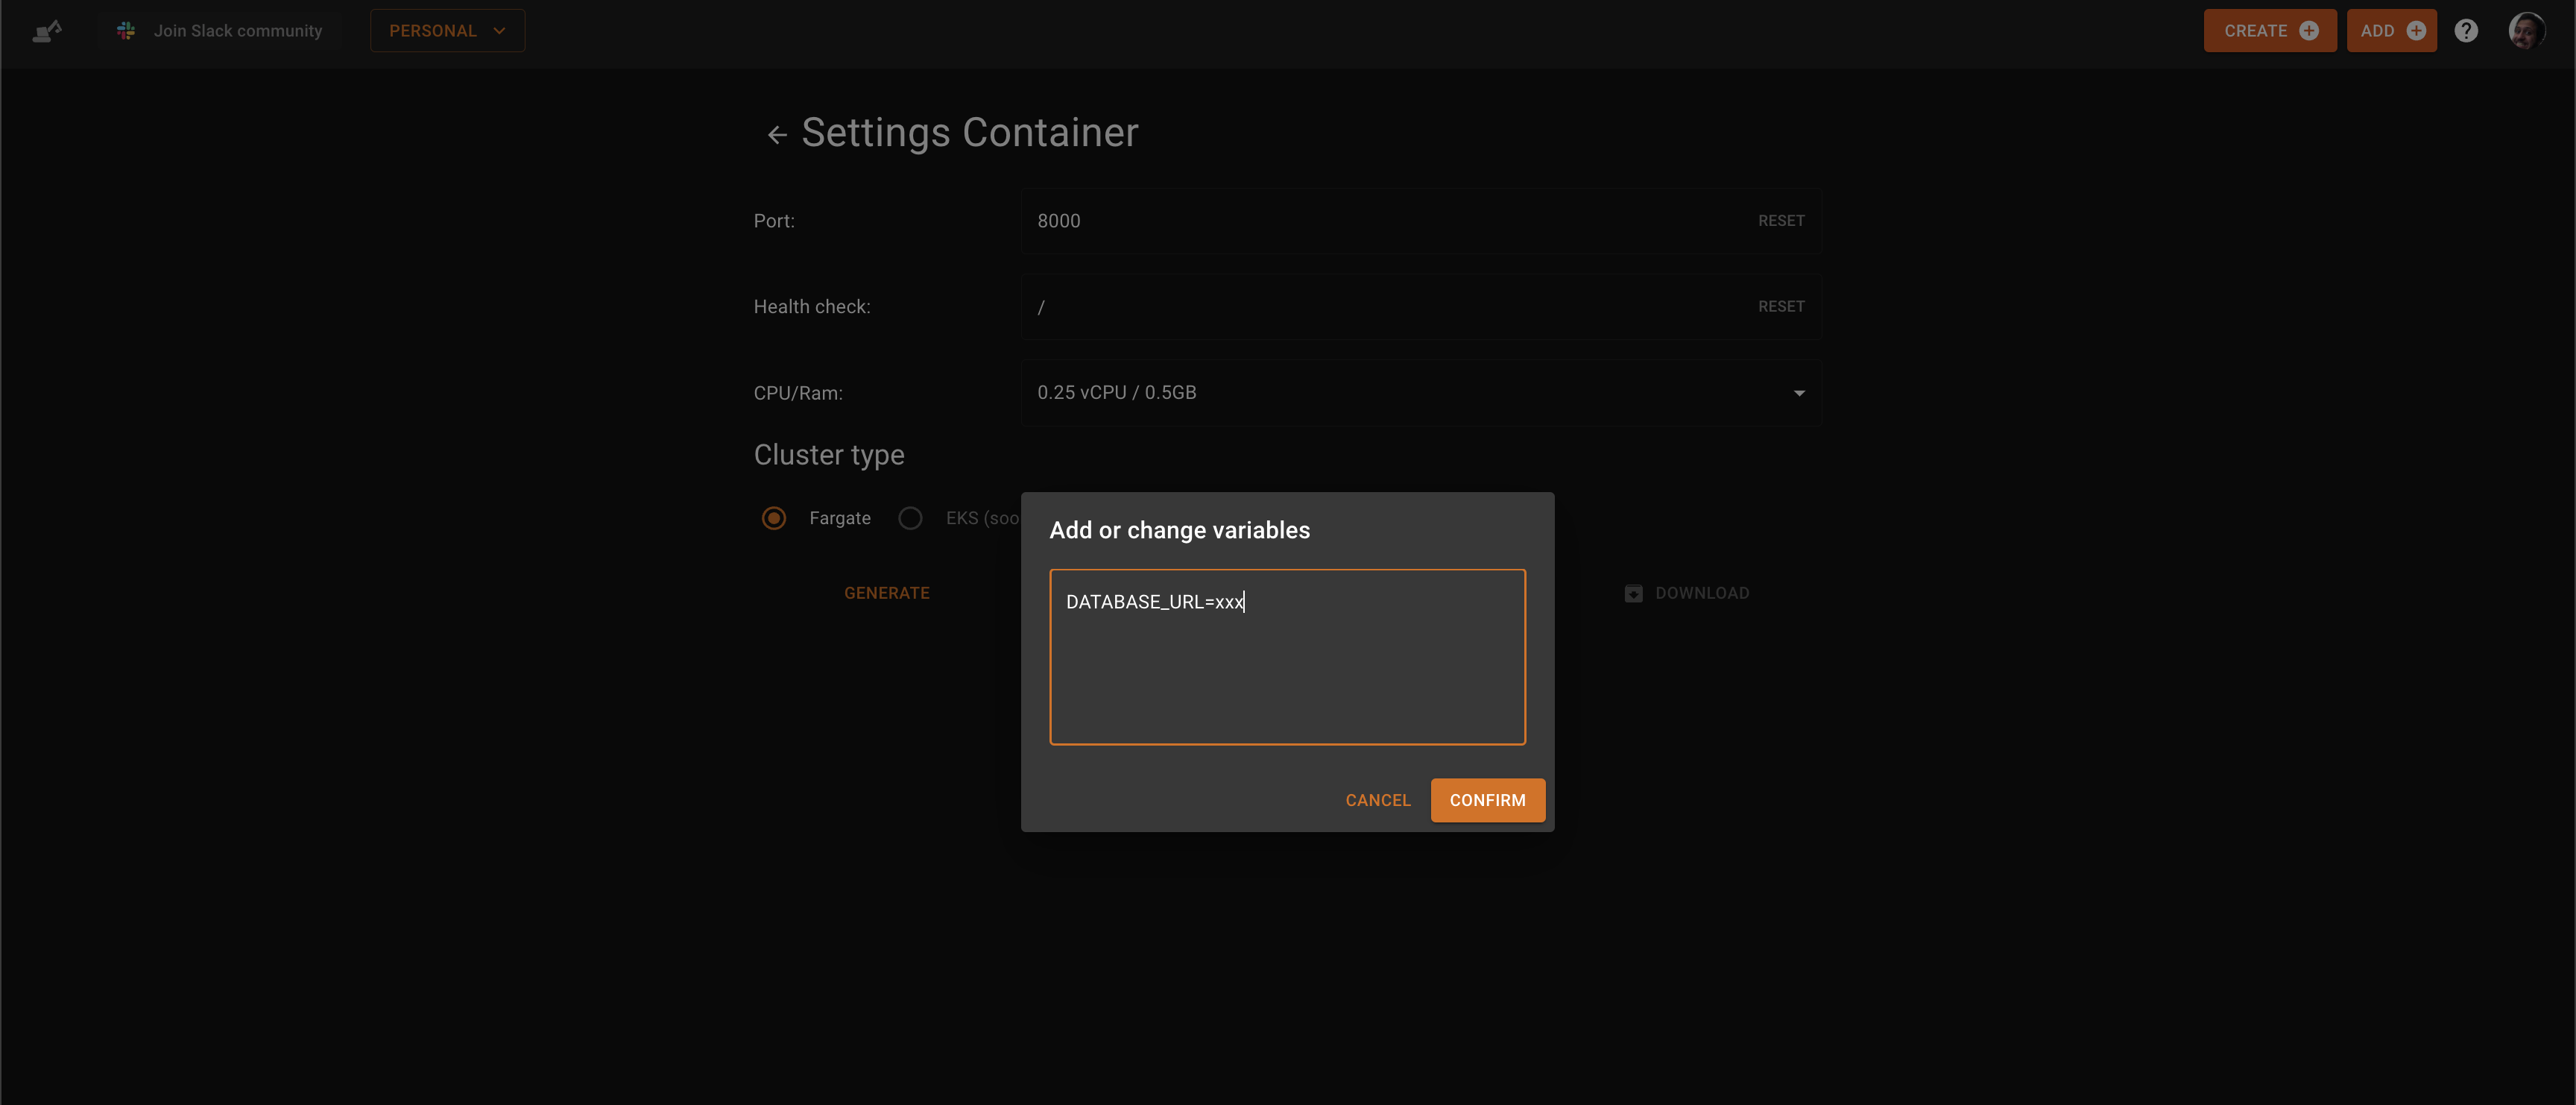 Join Slack community
PERSONAL
CREATE
ADD
Settings Container
Port:
8000
RESET
Health check:
/
RESET
CPU/Ram:
0.25 vCPU / 0.5GB
Cluster type
Fargate
EKS (soo
Add or change variables
DATABASE_URL=xxx
GENERATE
DOWNLOAD
CANCEL
CONFIRM